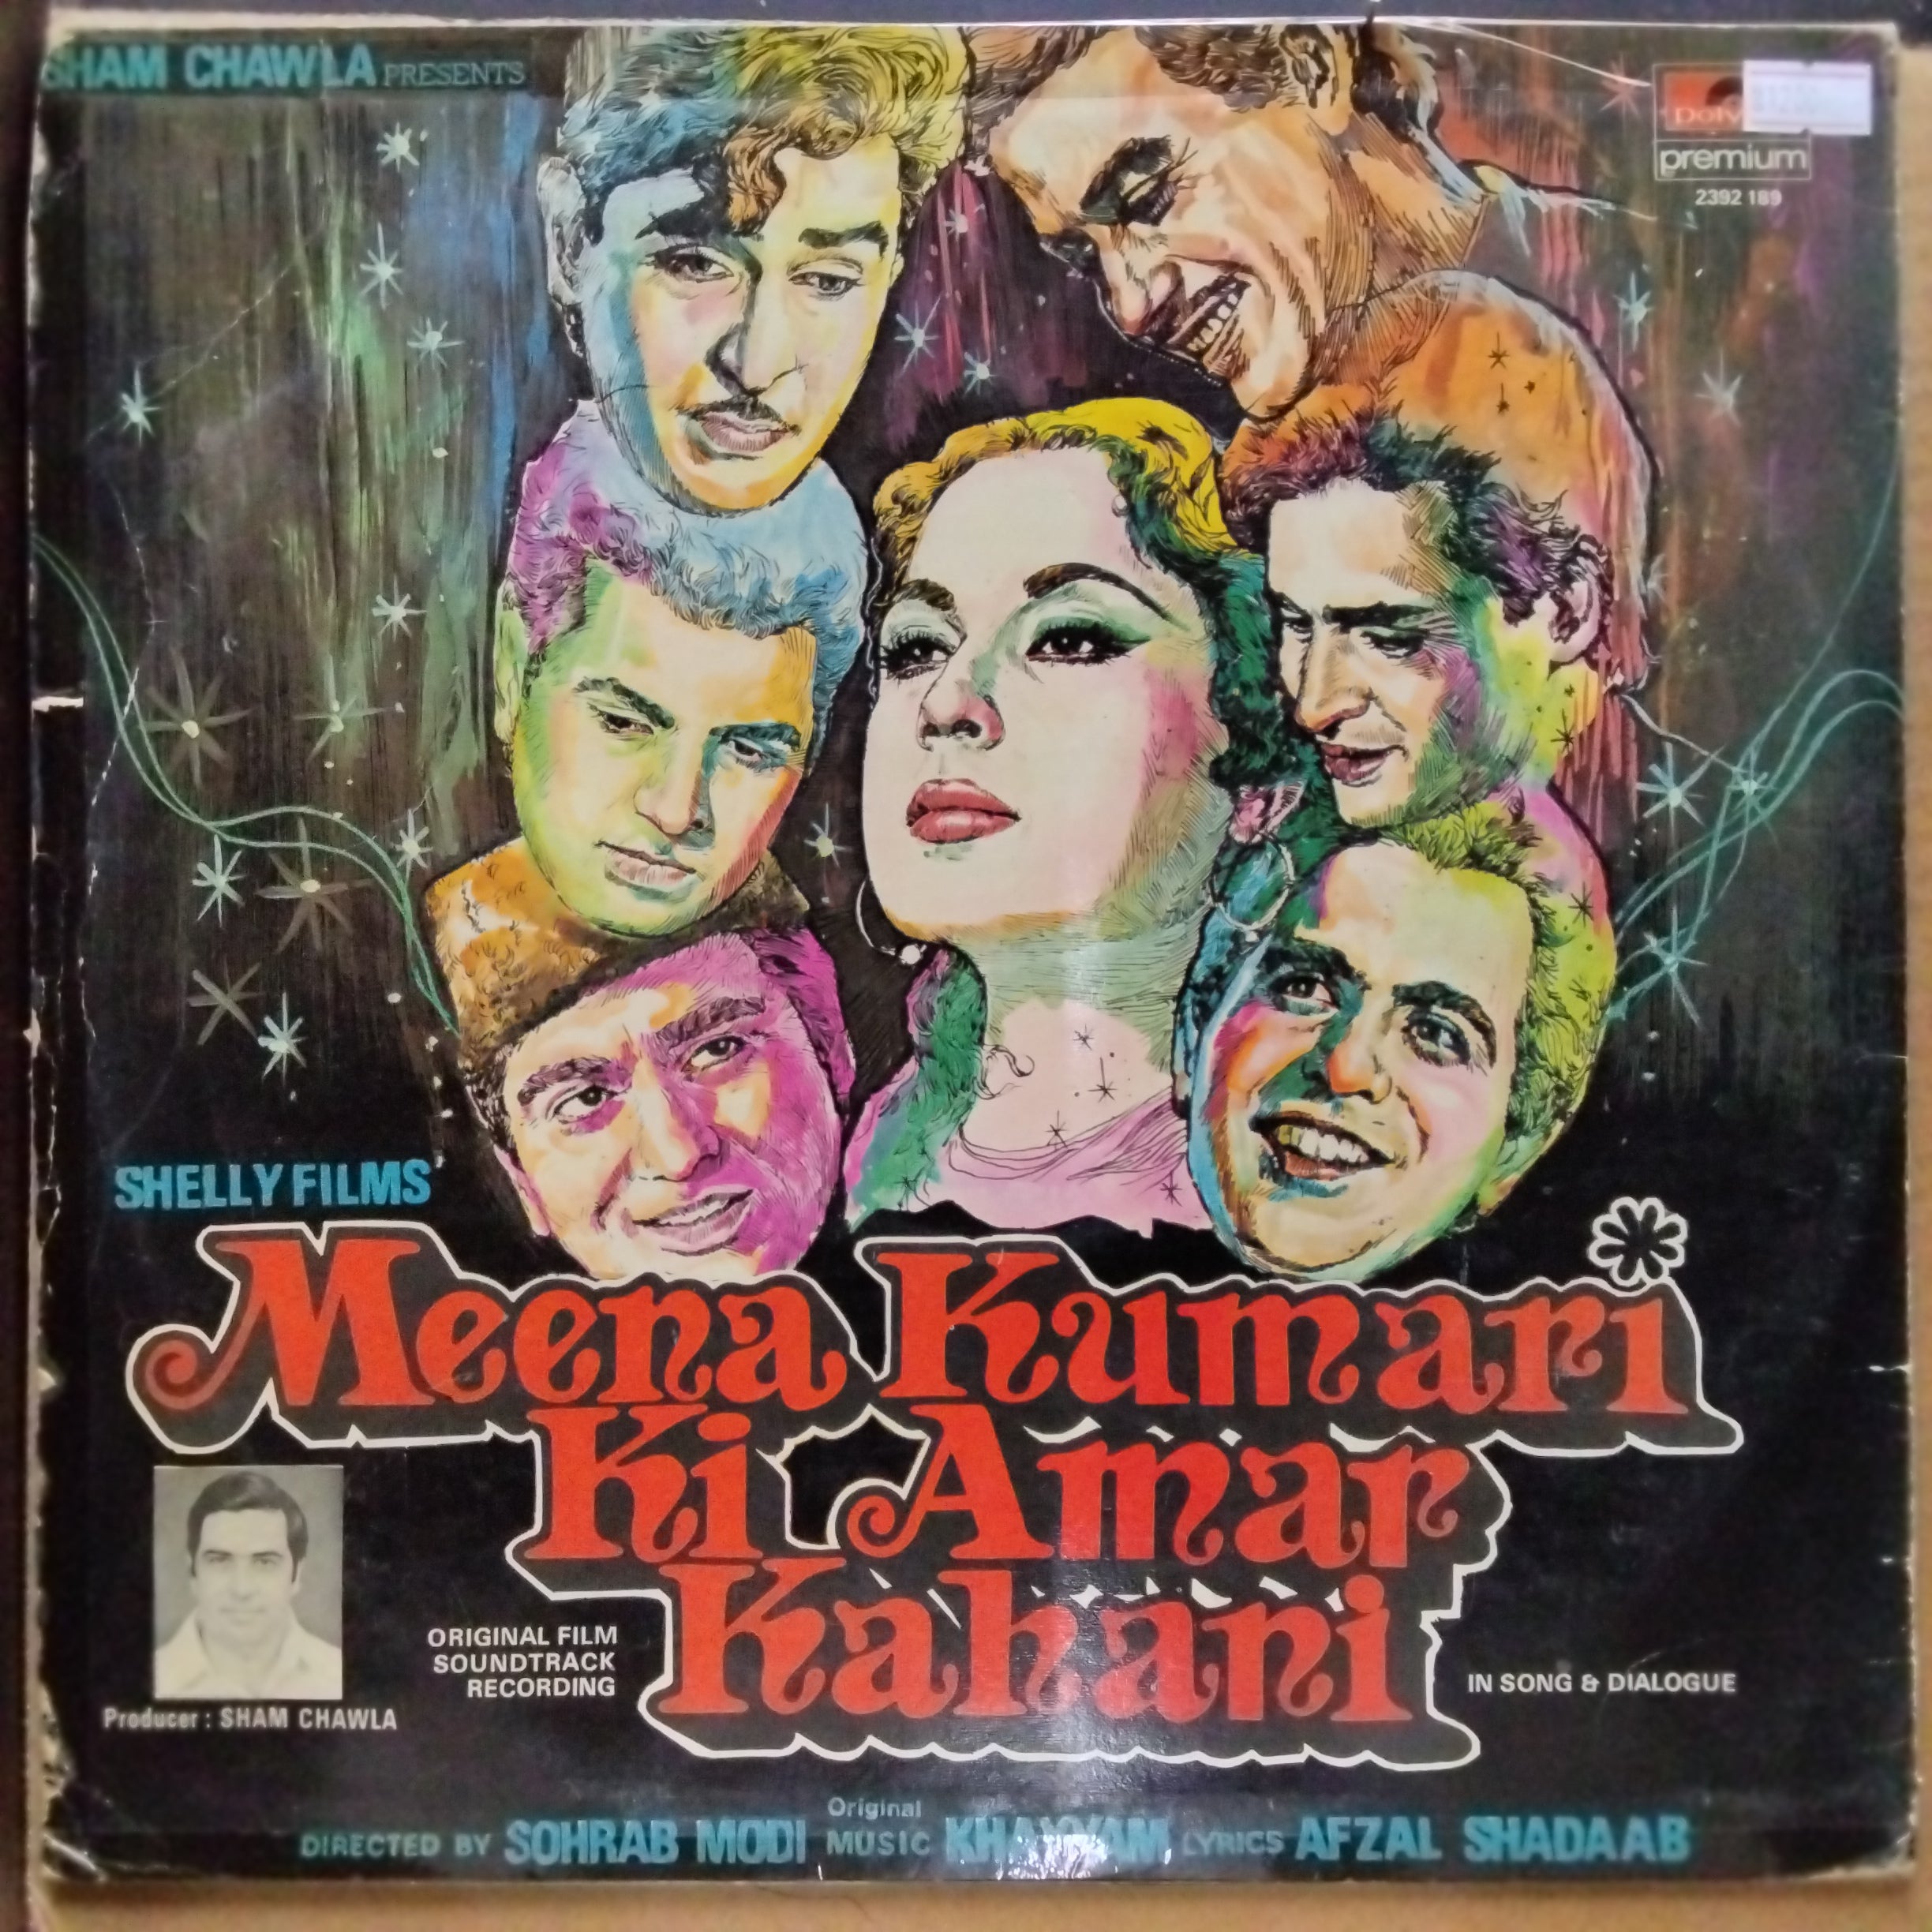 SHAM CHAWLA PRESENTS
premium
2392 189
SHELLY FILMS'
Meena Kumari
Ki Amar
Kahani
ORIGINAL FILM
SOUNDTRACK
RECORDING
IN SONG & DIALOGUE
Producer : SHAM CHAWLA
DIRECTED BY SOHRAB MODI Original MUSIC KHAYYAM LYRICS AFZAL SHADAAB